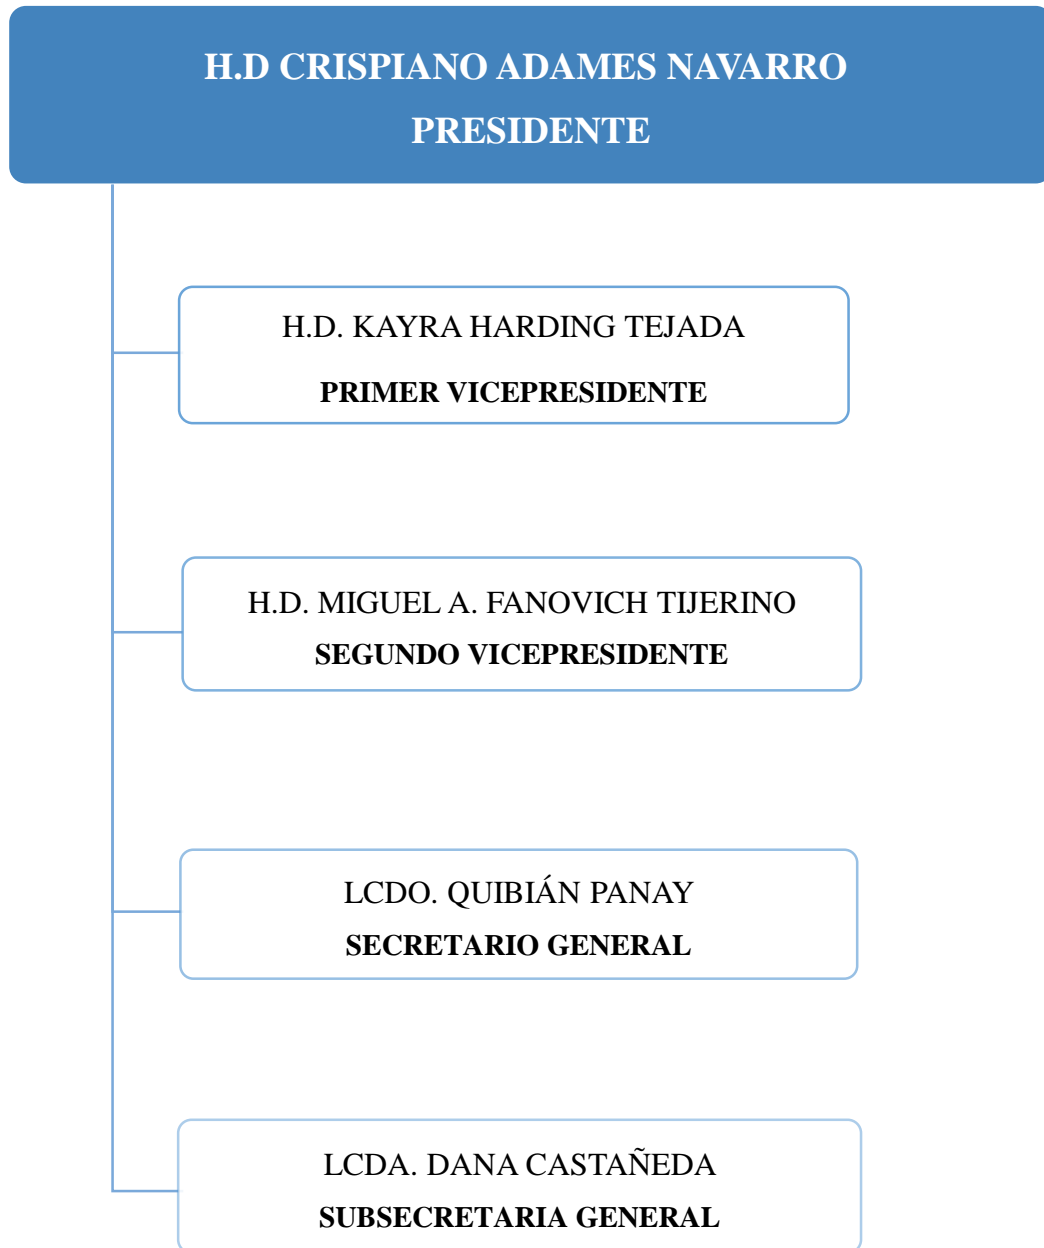 H.D CRISPIANO ADAMES NAVARRO
PRESIDENTE
H.D. KAYRA HARDING TEJADA
PRIMER VICEPRESIDENTE
H.D. MIGUEL A. FANOVICH TIJERINO
SEGUNDO VICEPRESIDENTE
LCDO. QUIBIÁN PANAY
SECRETARIO GENERAL
LCDA. DANA CASTAÑEDA
SUBSECRETARIA GENERAL